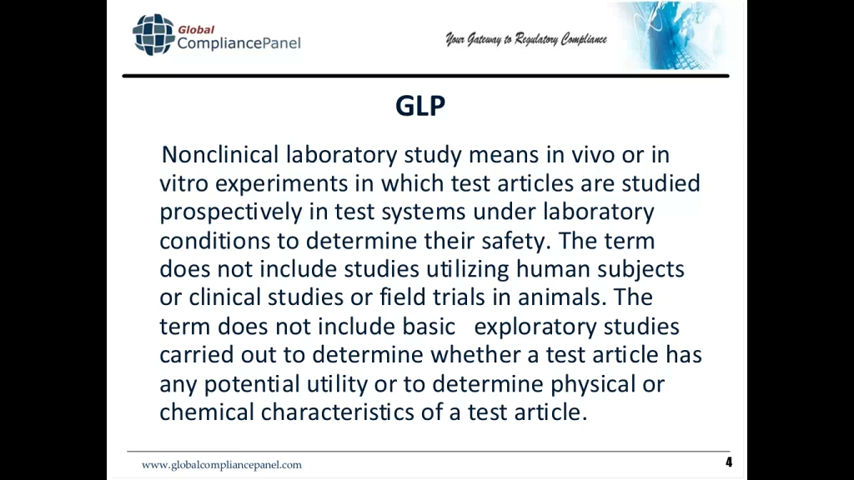 Global
CompliancePanel
Your Gateway to Regulatory Compliance
GLP
Nonclinical laboratory study means in vivo or in
vitro experiments in which test articles are studied
prospectively in test systems under laboratory
conditions to determine their safety. The term
does not include studies utilizing human subjects
or clinical studies or field trials in animals. The
term does not include basic exploratory studies
carried out to determine whether a test article has
any potential utility or to determine physical or
chemical characteristics of a test article.
www.globalcompliancepanel.com
4